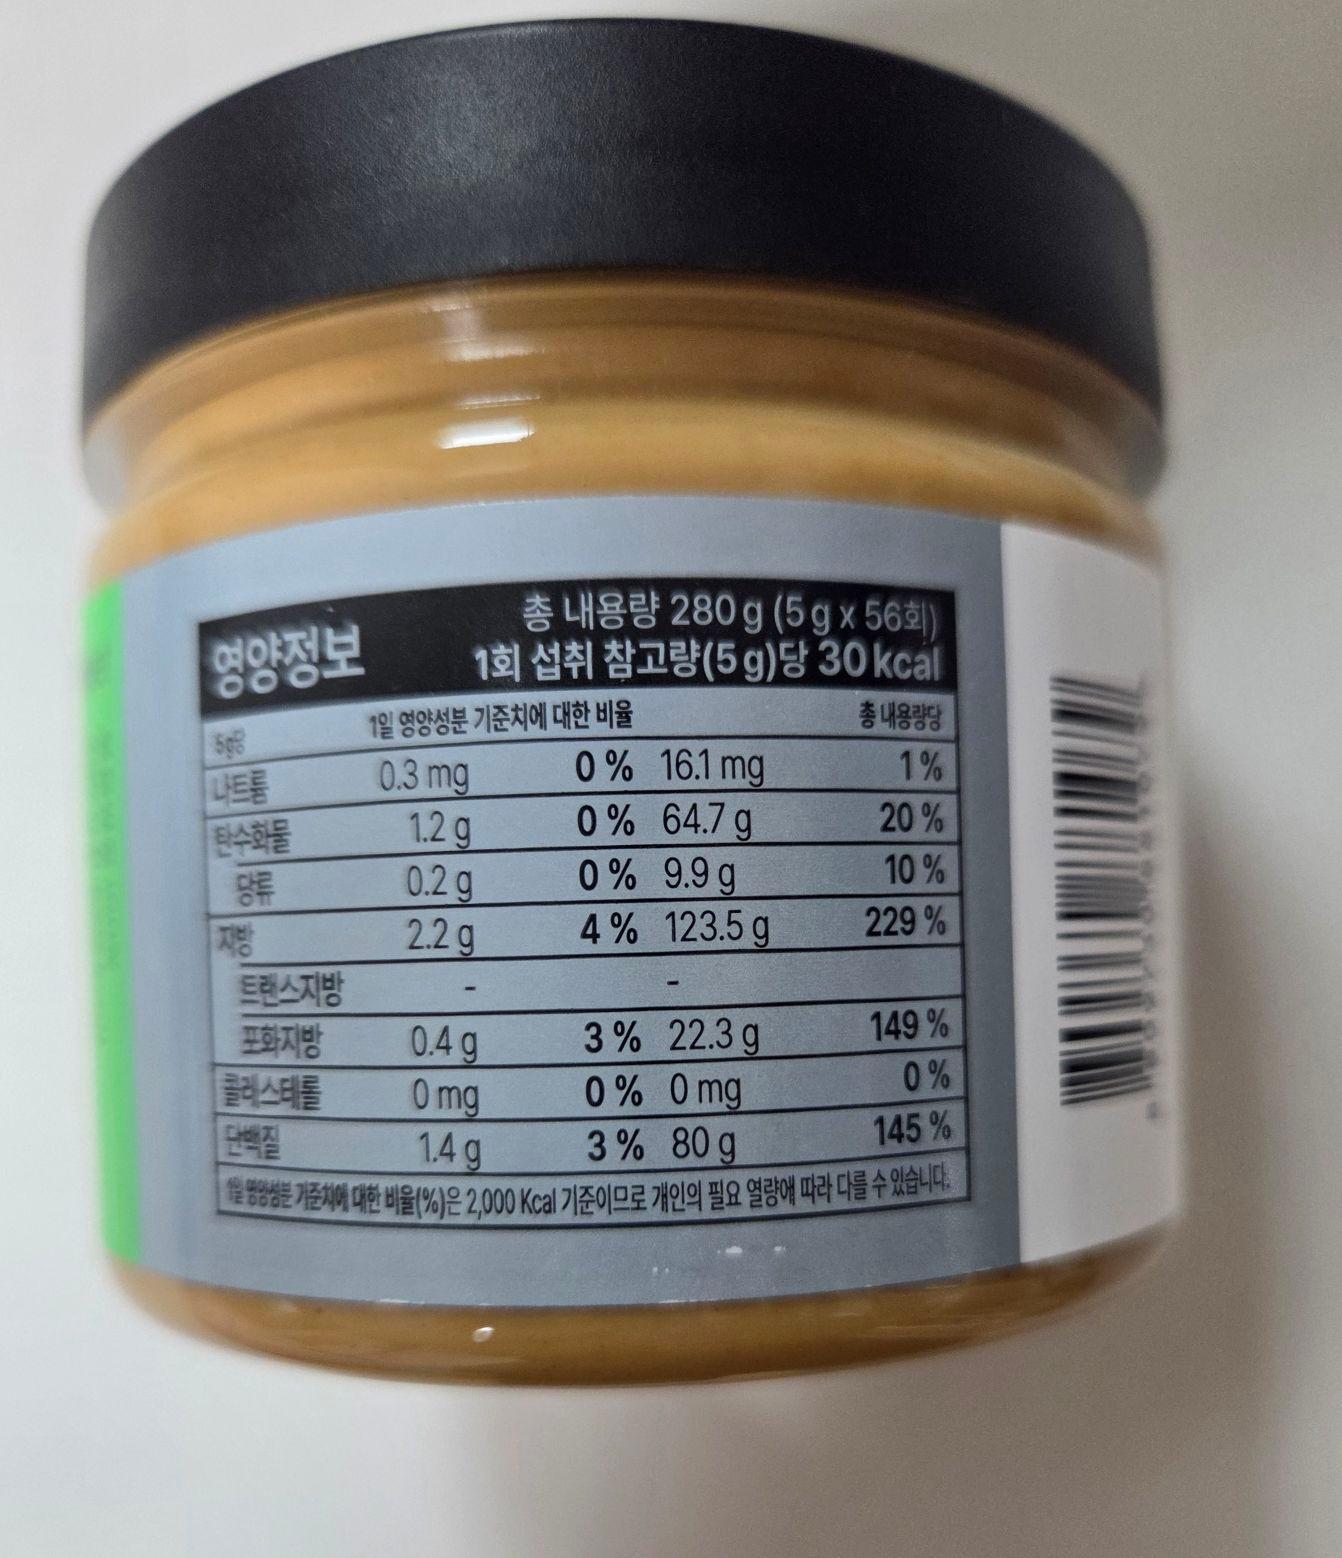 영양정보
총 내용량 280 g (5 g x 56회)
1회 섭취 참고량(5 g)당 30 kcal
5g당 1일 영양성분 기준치에 대한 비율 총 내용량당
나트륨 0.3 mg 0 % 16.1 mg 1 %
탄수화물 1.2 g 0 % 64.7 g 20 %
당류 0.2 g 0 % 9.9 g 10 %
지방 2.2 g 4 % 123.5 g 229 %
트랜스지방 - -
포화지방 0.4 g 3 % 22.3 g 149 %
콜레스테롤 0 mg 0 % 0 mg 0 %
단백질 1.4 g 3 % 80 g 145 %
1일 영양성분 기준치에 대한 비율(%)은 2,000 Kcal 기준이므로 개인의 필요 열량에 따라 다를 수 있습니다.